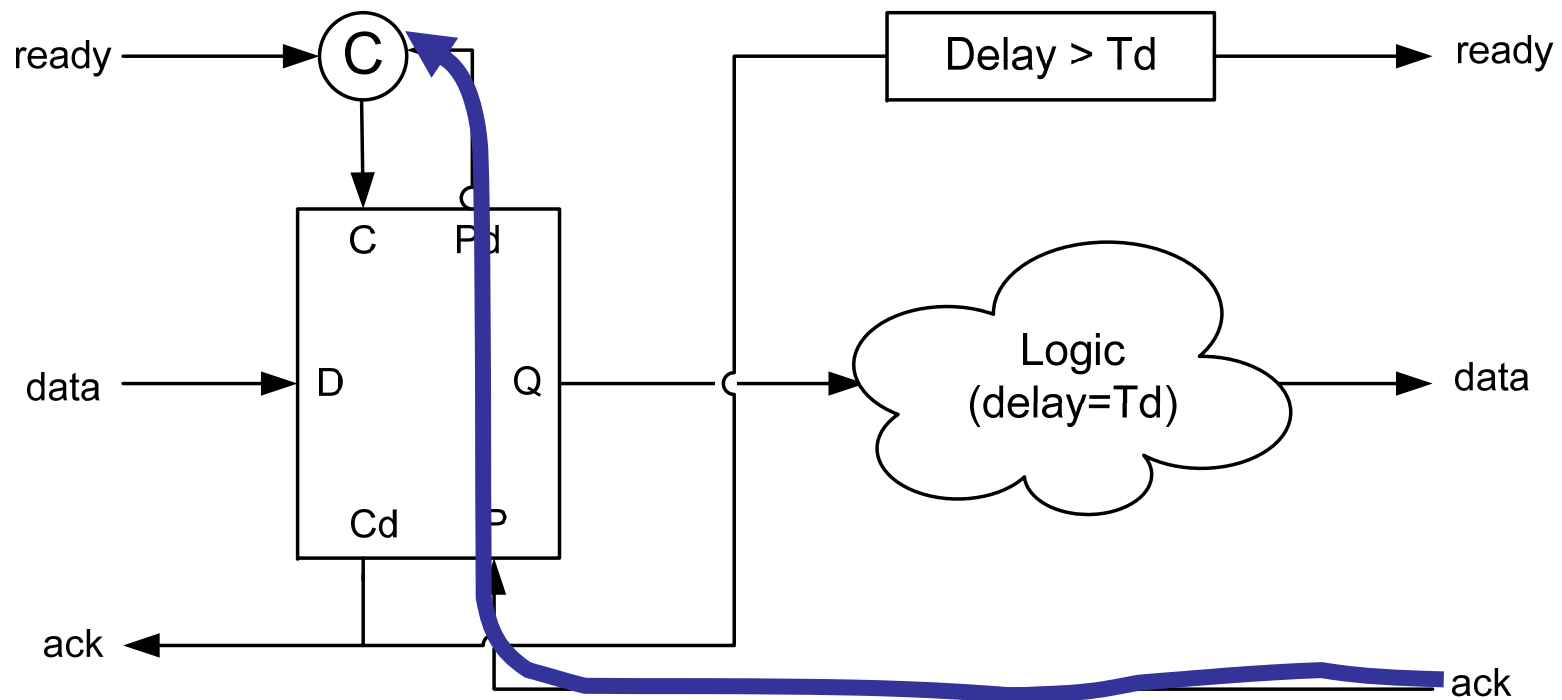 ready
C
Delay > Td
ready
C
Pd
data
D
Q
Logic
(delay=Td)
data
Cd
P
ack
ack